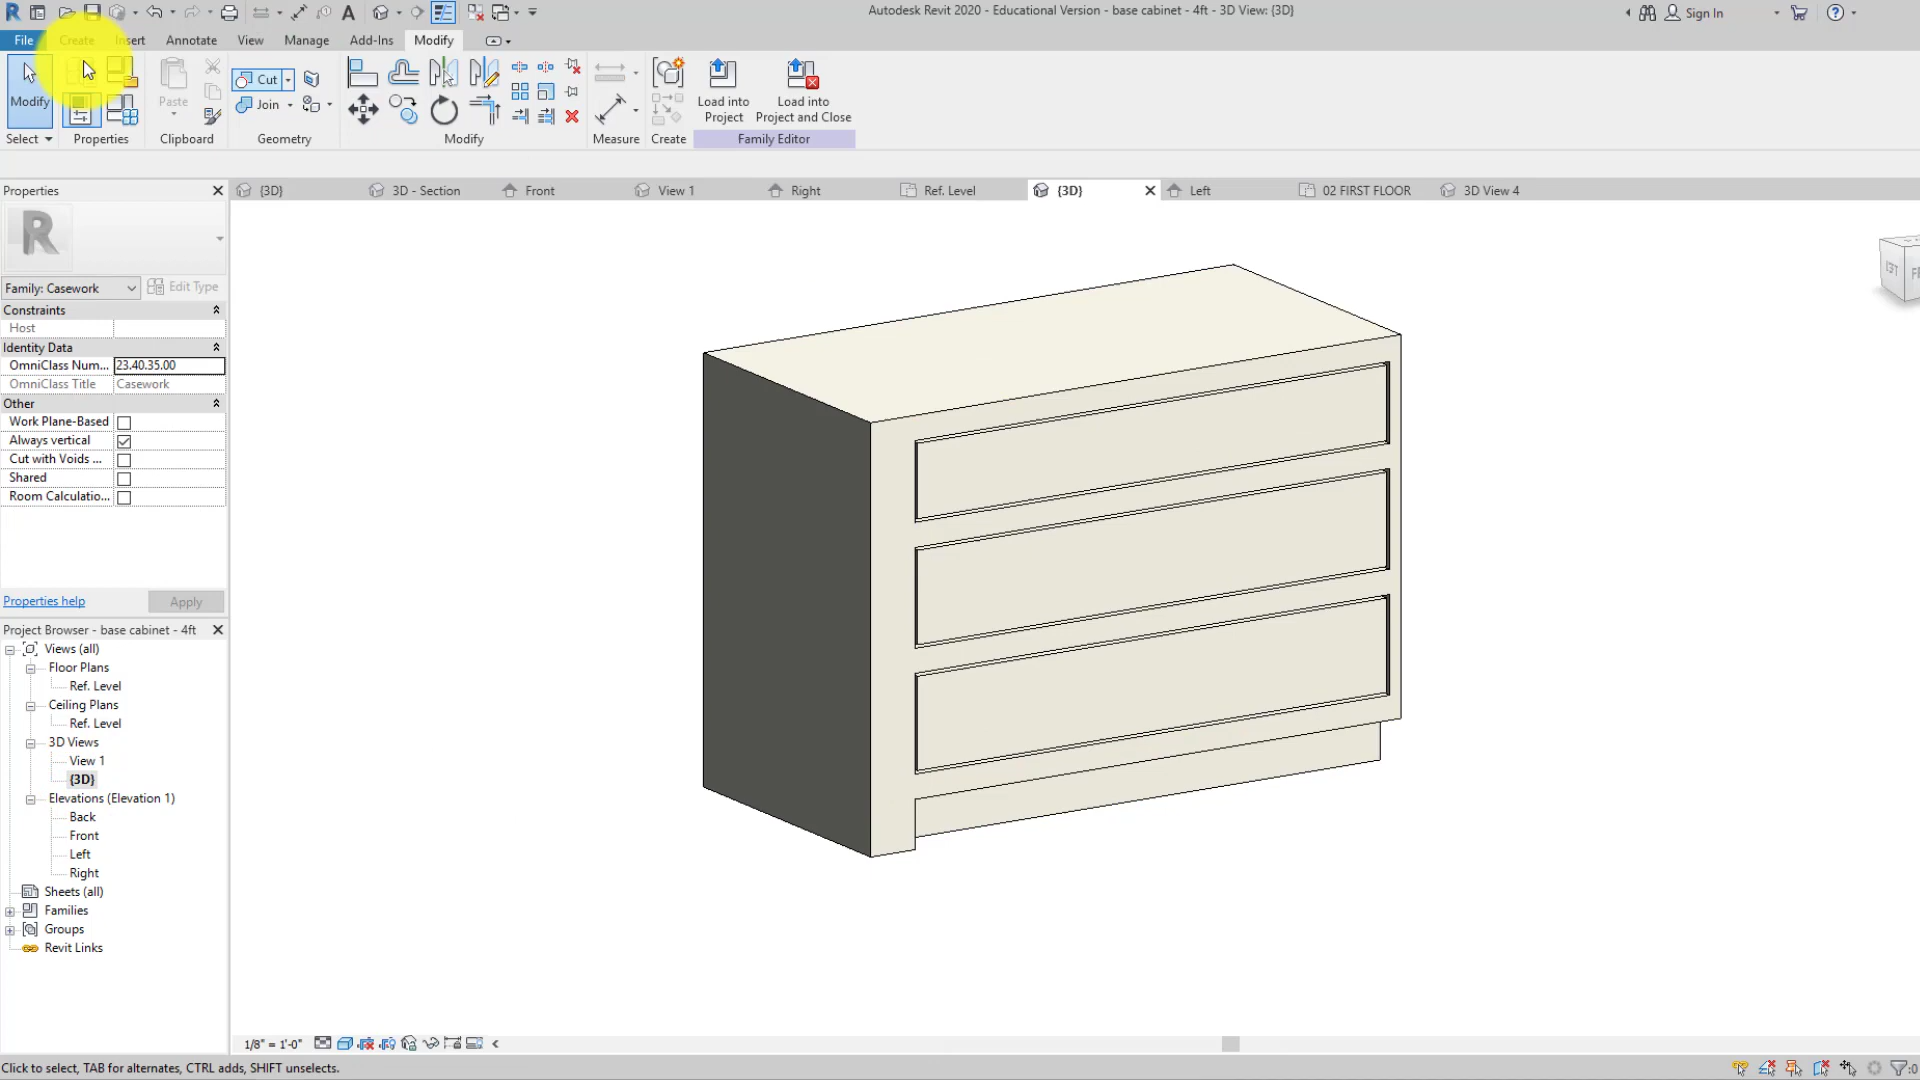 Autodesk Revit 2020 - Educational Version - base cabinet - 4ft - 3D View: {3D}
Sign In
File Create Insert Annotate View Manage Add-Ins Modify
Modify
Paste
Cut
Join
Load into Project
Load into Project and Close
Select Properties Clipboard Geometry Modify Measure Create Family Editor
Properties
{3D} 3D - Section Front View 1 Right Ref. Level {3D} Left 02 FIRST FLOOR 3D View 4
Family: Casework Edit Type
Constraints
Host
Identity Data
OmniClass Num... 23.40.35.00
OmniClass Title Casework
Other
Work Plane-Based
Always vertical
Cut with Voids ...
Shared
Room Calculatio...
Properties help Apply
Project Browser - base cabinet - 4ft
Views (all)
Floor Plans
Ref. Level
Ceiling Plans
Ref. Level
3D Views
View 1
{3D}
Elevations (Elevation 1)
Back
Front
Left
Right
Sheets (all)
Families
Groups
Revit Links
1/8" = 1'-0"
Click to select, TAB for alternates, CTRL adds, SHIFT unselects.
:0